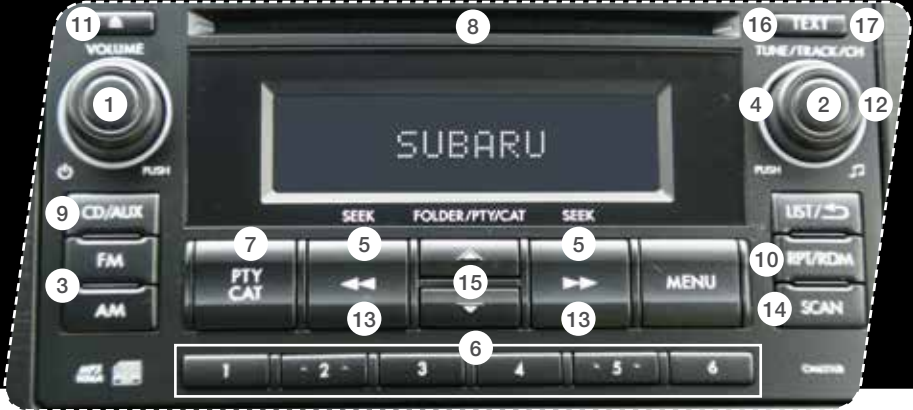 11 8 16 TEXT 17
VOLUME TUNE/TRACK/CH
1 4 2 12
SUBARU
PUSH PUSH
9 CD/AUX SEEK FOLDER/PTY/CAT SEEK LIST/
7 5 5
FM PTY CAT 15 MENU 10 RPT/RDM
3
AM 13 13 14 SCAN
6
1 2 3 4 5 6